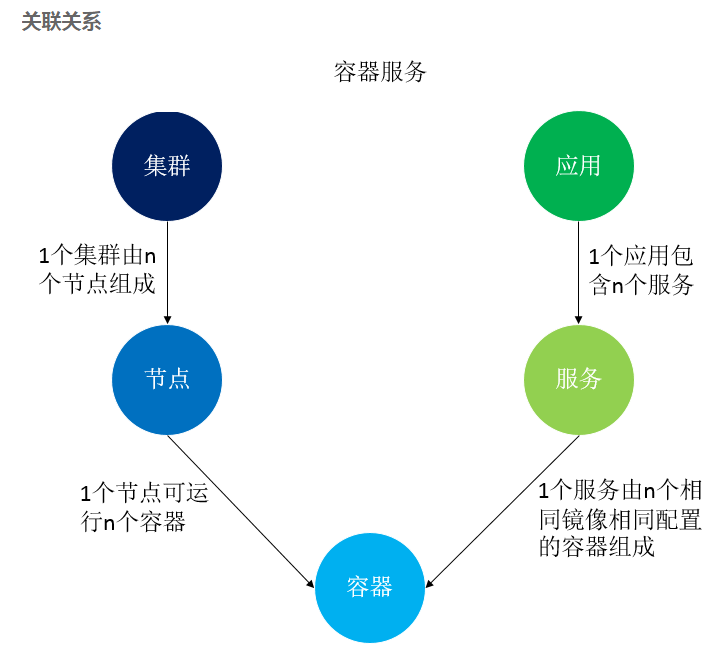 关联关系
容器服务
集群
应用
1个集群由n
个节点组成
1个应用包
含n个服务
节点
服务
1个节点可运
行n个容器
1个服务由n个相
同镜像相同配置
的容器组成
容器